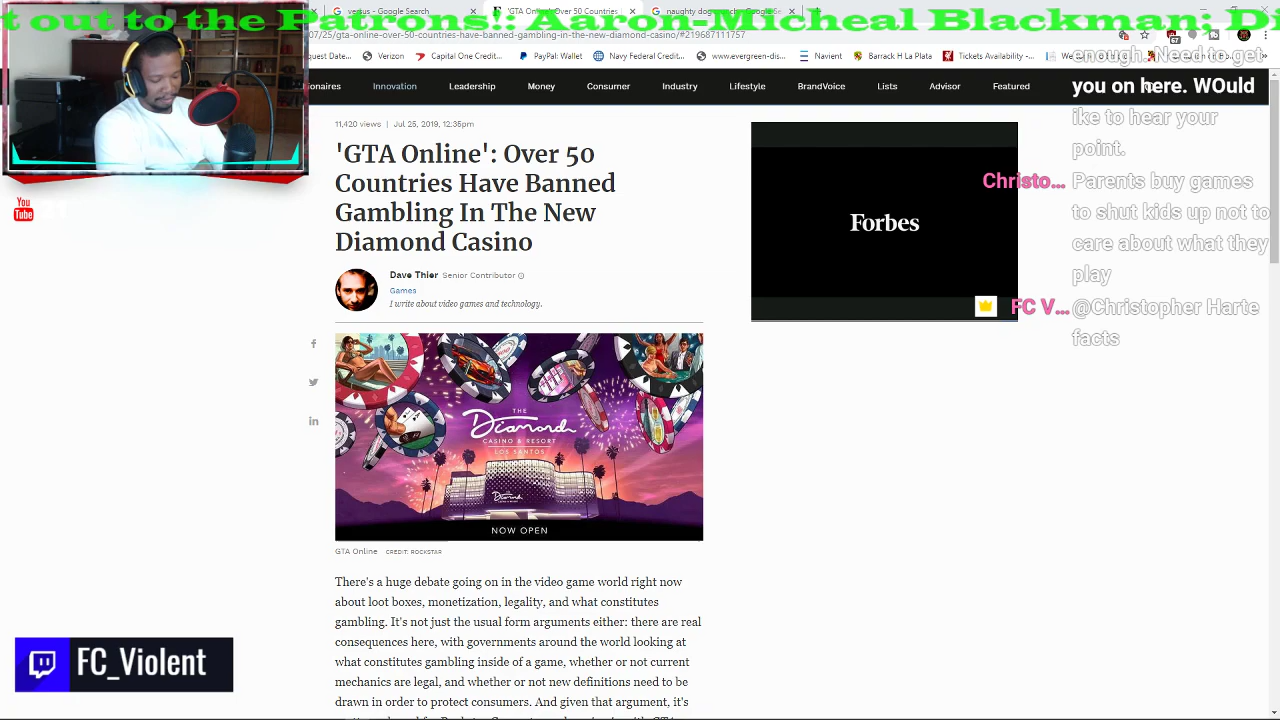 t out to the Patrons!: Aaron-Micheal Blackman; D
versus - Google Search
'GTA Online': Over 50 Countries
07/25/gta-online-over-50-countries-have-banned-gambling-in-the-new-diamond-casino/#219687111757
quest Date...
Verizon
Capital One Credit...
PayPal: Wallet
Navy Federal Credit...
www.evergreen-dis...
Navient
Barrack H La Plata
Tickets Availability -...
onaires
Innovation
Leadership
Money
Consumer
Industry
Lifestyle
BrandVoice
Lists
Advisor
Featured
enough. Need to get
you on here. WOuld
ike to hear your
point.
Christo... Parents buy games
to shut kids up not to
care about what they
play
FC V... @Christopher Harte
facts
You
Tube
11,420 views | Jul 25, 2019, 12:35pm
'GTA Online': Over 50
Countries Have Banned
Gambling In The New
Diamond Casino
Dave Thier Senior Contributor
Games
I write about video games and technology.
Forbes
THE
Diamond
CASINO & RESORT
LOS SANTOS
Diamond
NOW OPEN
GTA Online CREDIT: ROCKSTAR
There's a huge debate going on in the video game world right now
about loot boxes, monetization, legality, and what constitutes
gambling. It's not just the usual form arguments either: there are real
consequences here, with governments around the world looking at
what constitutes gambling inside of a game, whether or not current
mechanics are legal, and whether or not new definitions need to be
drawn in order to protect consumers. And given that argument, it's
FC_Violent